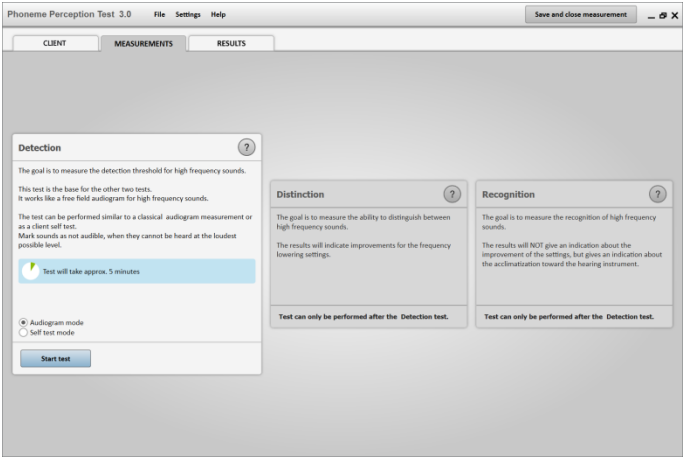 Phoneme Perception Test 3.0 File Settings Help Save and close measurement
CLIENT MEASUREMENTS RESULTS
Detection ?
The goal is to measure the detection threshold for high frequency sounds.
This test is the base for the other two tests.
It works like a free field audiogram for high frequency sounds.
The test can be performed similar to a classical audiogram measurement or
as a client self test.
Mark sounds as not audible, when they cannot be heard at the loudest
possible level.
Test will take approx. 5 minutes
Audiogram mode
Self test mode
Start test
Distinction ?
The goal is to measure the ability to distinguish between
high frequency sounds.
The results will indicate improvements for the frequency
lowering settings.
Test can only be performed after the Detection test.
Recognition ?
The goal is to measure the recognition of high frequency
sounds.
The results will NOT give an indication about the
improvement of the settings, but gives an indication about
the acclimatization toward the hearing instrument.
Test can only be performed after the Detection test.